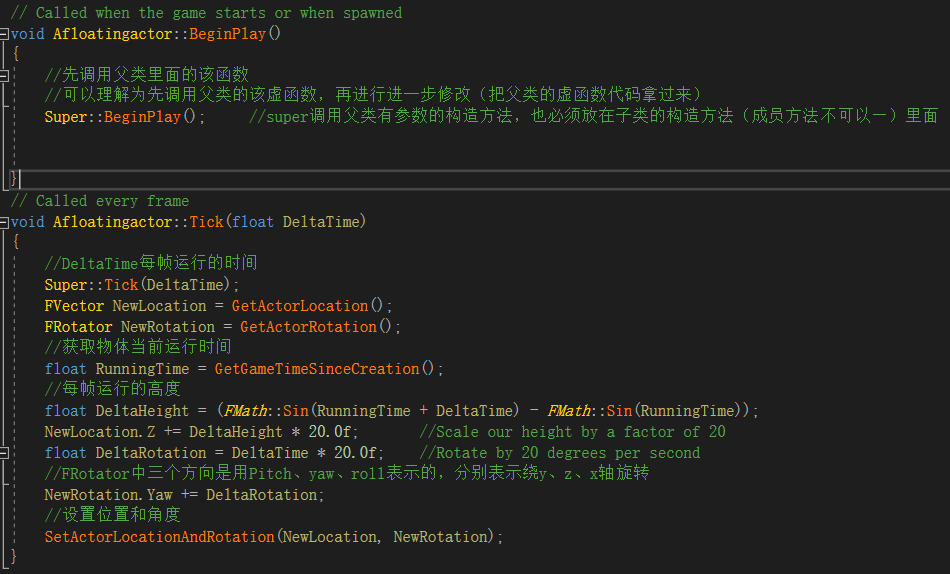 // Called when the game starts or when spawned
void Afloatingactor::BeginPlay()
{
//先调用父类里面的该函数
//可以理解为先调用父类的该虚函数，再进行进一步修改（把父类的虚函数代码拿过来）
Super::BeginPlay(); //super调用父类有参数的构造方法，也必须放在子类的构造方法（成员方法不可以一）里面
}
// Called every frame
void Afloatingactor::Tick(float DeltaTime)
{
//DeltaTime每帧运行的时间
Super::Tick(DeltaTime);
FVector NewLocation = GetActorLocation();
FRotator NewRotation = GetActorRotation();
//获取物体当前运行时间
float RunningTime = GetGameTimeSinceCreation();
//每帧运行的高度
float DeltaHeight = (FMath::Sin(RunningTime + DeltaTime) - FMath::Sin(RunningTime));
NewLocation.Z += DeltaHeight * 20.0f; //Scale our height by a factor of 20
float DeltaRotation = DeltaTime * 20.0f; //Rotate by 20 degrees per second
//FRotator中三个方向是用Pitch、yaw、roll表示的，分别表示绕y、z、x轴旋转
NewRotation.Yaw += DeltaRotation;
//设置位置和角度
SetActorLocationAndRotation(NewLocation, NewRotation);
}